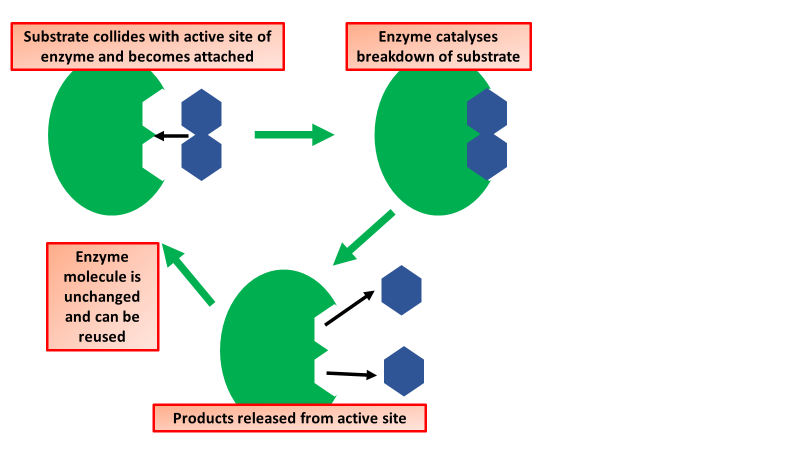 Substrate collides with active site of
enzyme and becomes attached
Enzyme catalyses
breakdown of substrate
Enzyme
molecule is
unchanged
and can be
reused
Products released from active site